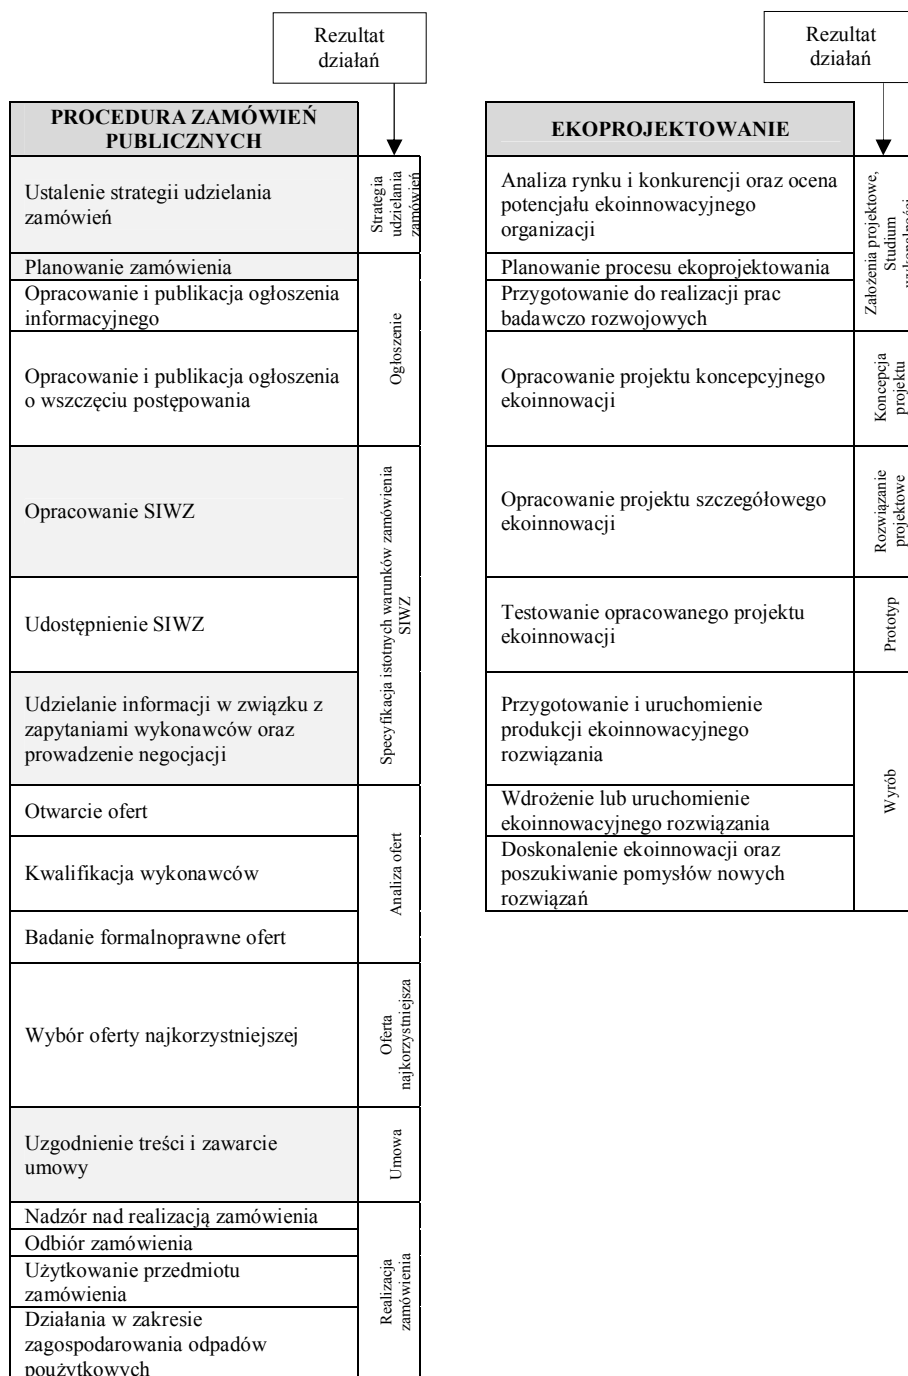 Rezultat
działań
PROCEDURA ZAMÓWIEŃ
PUBLICZNYCH
Ustalenie strategii udzielania
zamówień
Strategia
udzielania
zamówień
Planowanie zamówienia
Opracowanie i publikacja ogłoszenia
informacyjnego
Opracowanie i publikacja ogłoszenia
o wszczęciu postępowania
Ogłoszenie
Opracowanie SIWZ
Udostępnienie SIWZ
Udzielanie informacji w związku z
zapytaniami wykonawców oraz
prowadzenie negocjacji
Specyfikacja istotnych warunków zamówienia
SIWZ
Otwarcie ofert
Kwalifikacja wykonawców
Badanie formalnoprawne ofert
Analiza ofert
Wybór oferty najkorzystniejszej
Oferta
najkorzystniejsza
Uzgodnienie treści i zawarcie
umowy
Umowa
Nadzór nad realizacją zamówienia
Odbiór zamówienia
Użytkowanie przedmiotu
zamówienia
Działania w zakresie
zagospodarowania odpadów
poużytkowych
Realizacja
zamówienia
Rezultat
działań
EKOPROJEKTOWANIE
Analiza rynku i konkurencji oraz ocena
potencjału ekoinnowacyjnego
organizacji
Planowanie procesu ekoprojektowania
Przygotowanie do realizacji prac
badawczo rozwojowych
Założenia projektowe,
Studium
Opracowanie projektu koncepcyjnego
ekoinnowacji
Koncepcja
projektu
Opracowanie projektu szczegółowego
ekoinnowacji
Rozwiązanie
projektowe
Testowanie opracowanego projektu
ekoinnowacji
Prototyp
Przygotowanie i uruchomienie
produkcji ekoinnowacyjnego
rozwiązania
Wdrożenie lub uruchomienie
ekoinnowacyjnego rozwiązania
Doskonalenie ekoinnowacji oraz
poszukiwanie pomysłów nowych
rozwiązań
Wyrób